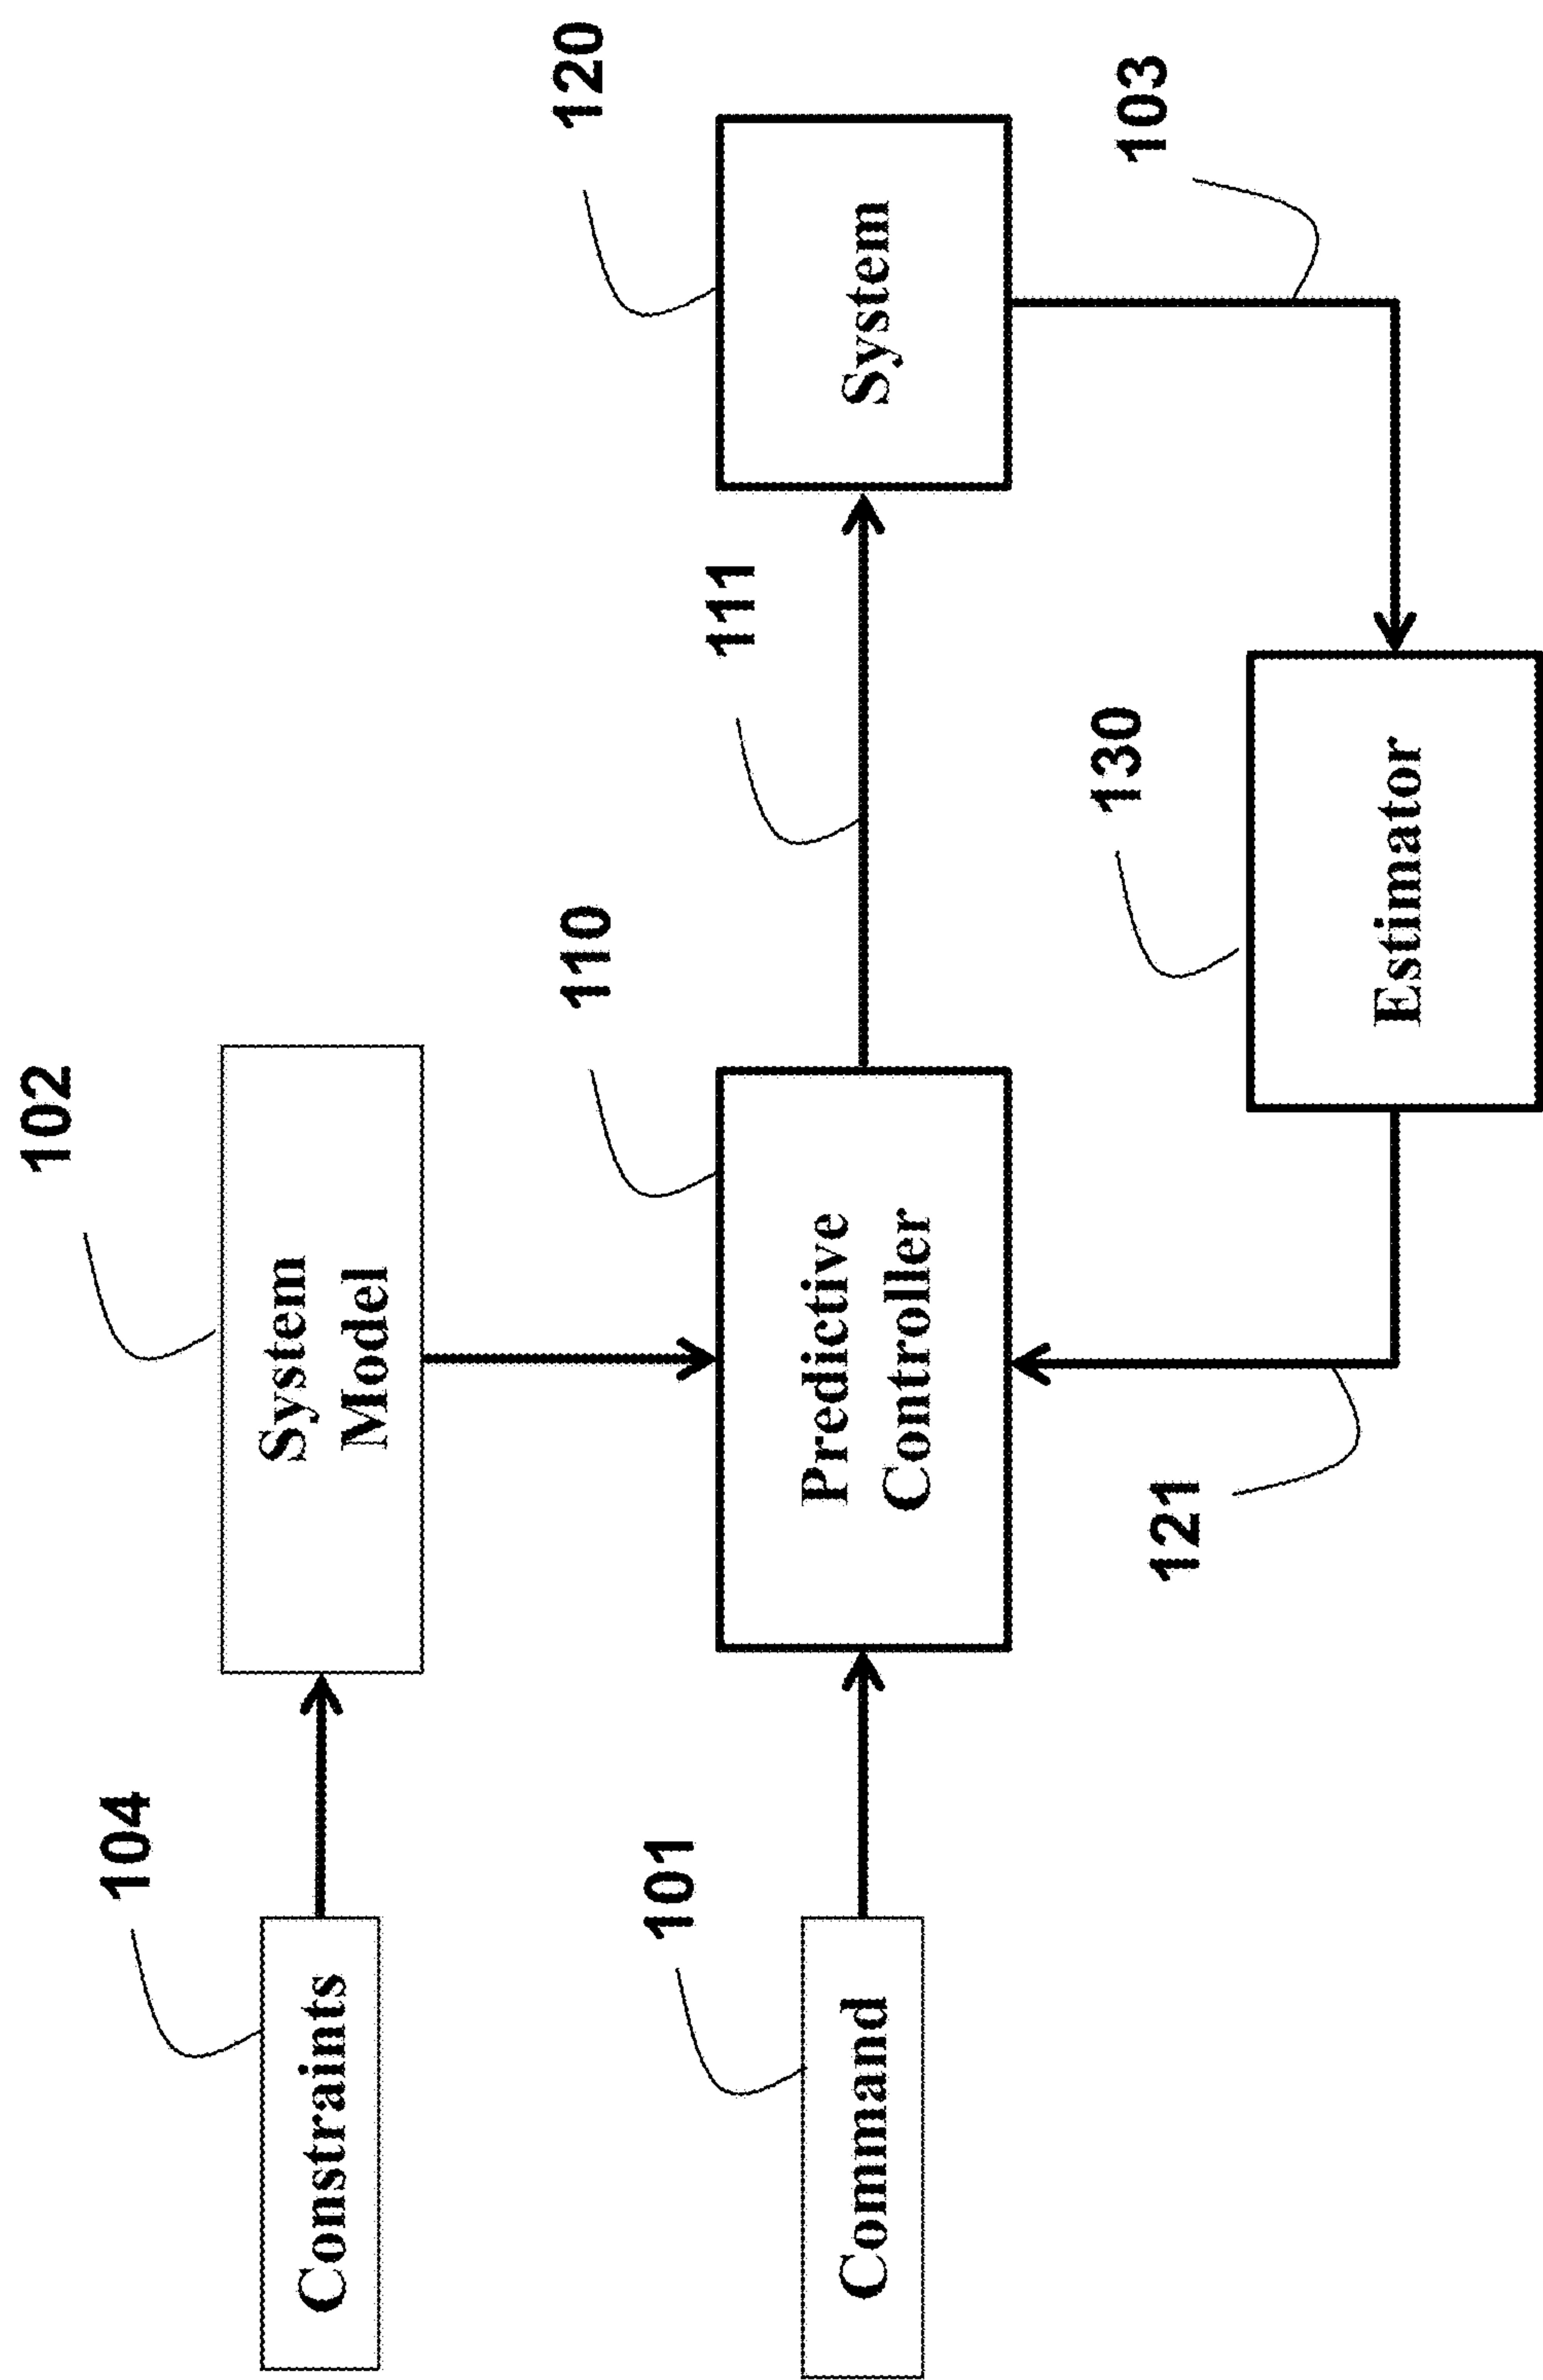 102
104
System
Model
Constraints
110
111
120
101
Predictive
Controller
System
Command
121
130
103
Estimator